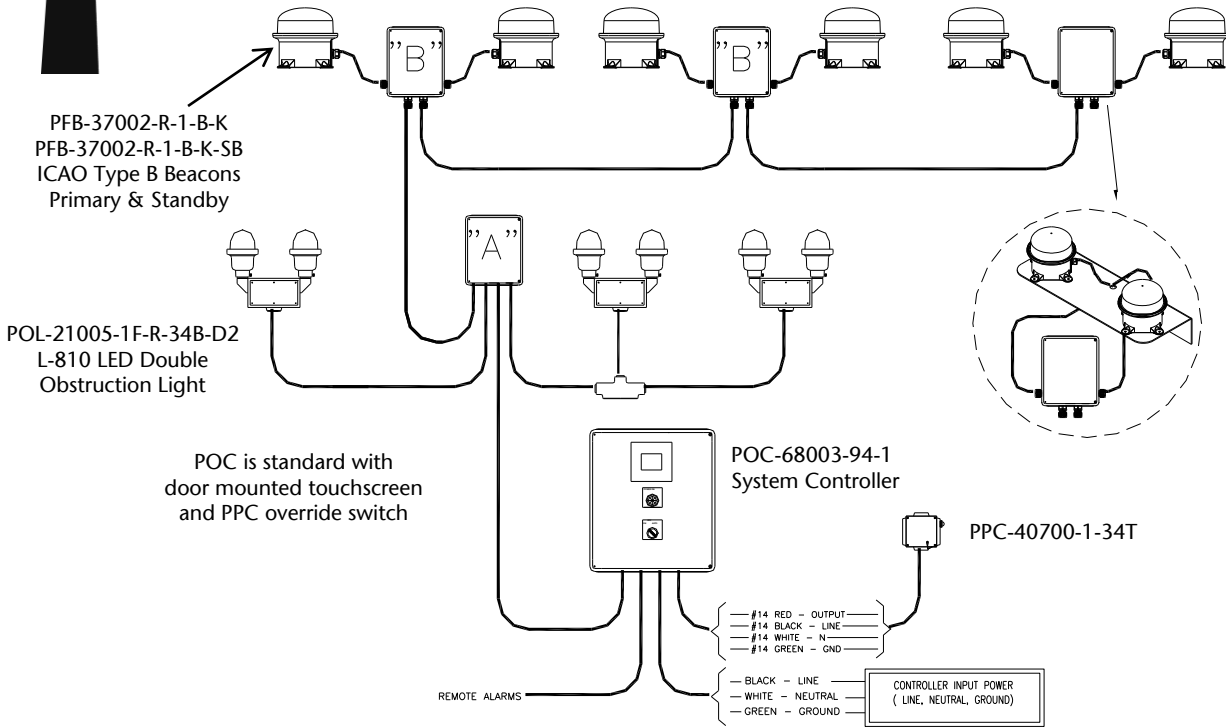 "B"
"B"
PFB-37002-R-1-B-K
PFB-37002-R-1-B-K-SB
ICAO Type B Beacons
Primary & Standby
"A"
POL-21005-1F-R-34B-D2
L-810 LED Double
Obstruction Light
POC is standard with
door mounted touchscreen
and PPC override switch
POC-68003-94-1
System Controller
PPC-40700-1-34T
#14 RED - OUTPUT
#14 BLACK - LINE
#14 WHITE - N
#14 GREEN - GND
REMOTE ALARMS
BLACK - LINE
WHITE - NEUTRAL
GREEN - GROUND
CONTROLLER INPUT POWER
( LINE, NEUTRAL, GROUND)